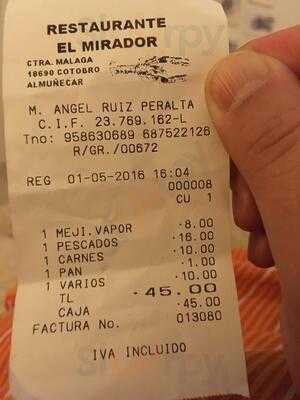 RESTAURANTE
EL MIRADOR
CTRA. MALAGA
18690 COTOBRO
ALMUÑECAR
M. ANGEL RUIZ PERALTA
C.I.F. 23.769.162-L
Tno: 958630689 687522126
R/GR./00672
REG 01-05-2016 16:04
000008
CU 1
1 MEJI.VAPOR ·8.00
1 PESCADOS ·16.00
1 CARNES ·10.00
1 PAN ·1.00
1 VARIOS ·10.00
TL ·45.00
CAJA ·45.00
FACTURA No. 013080
IVA INCLUIDO